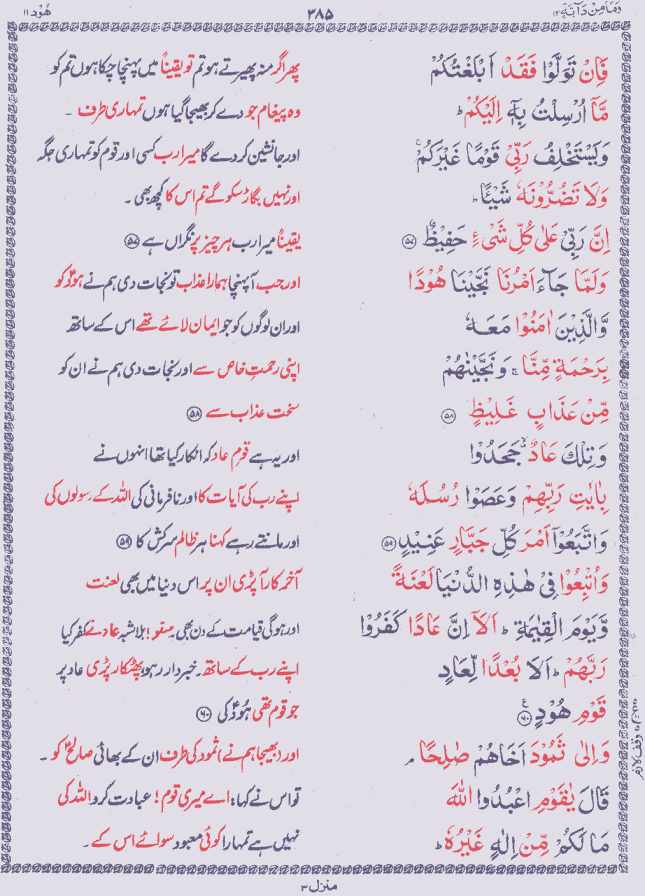 وَمَا مِنْ دَآبَّةٍ ١٢
٣٨٥
هُوْد ١١
فَاِنْ تَوَلَّوْا فَقَدْ اَبْلَغْتُكُمْ
پھر اگر منہ پھیرتے ہو تم تو یقیناً میں پہنچا چکا ہوں تم کو
مَّاۤ اُرْسِلْتُ بِهٖۤ اِلَيْكُمْ ؕ
وہ پیغام جو دے کر بھیجا گیا ہوں تمہاری طرف ۔
وَيَسْتَخْلِفُ رَبِّيْ قَوْمًا غَيْرَكُمْ ۚ
اور جانشین کر دے گا میرا رب کسی اور قوم کو تمہاری جگہ
وَلَا تَضُرُّوْنَهٗ شَيْـًٔا ؕ
اور نہیں بگاڑ سکو گے تم اس کا کچھ بھی ۔
اِنَّ رَبِّيْ عَلٰى كُلِّ شَيْءٍ حَفِيْظٌ ﴿٥٧﴾
یقیناً میرا رب ہر چیز پر نگراں ہے ﴿٥٧﴾
وَلَمَّا جَآءَ اَمْرُنَا نَجَّيْنَا هُوْدًا
اور جب آپہنچا ہمارا عذاب تو نجات دی ہم نے ہودؑ کو
وَّالَّذِيْنَ اٰمَنُوْا مَعَهٗ
اور ان لوگوں کو جو ایمان لائے تھے اس کے ساتھ
بِرَحْمَةٍ مِّنَّا ۚ وَنَجَّيْنٰهُمْ
اپنی رحمتِ خاص سے اور نجات دی ہم نے ان کو
مِّنْ عَذَابٍ غَلِيْظٍ ﴿٥٨﴾
سخت عذاب سے ﴿٥٨﴾
وَتِلْكَ عَادٌ ۙ جَحَدُوْا
اور یہ ہے قومِ عاد کہ انکار کیا تھا انہوں نے
بِاٰيٰتِ رَبِّهِمْ وَعَصَوْا رُسُلَهٗ
اپنے رب کی آیات کا اور نافرمانی کی اللہ کے رسولوں کی
وَاتَّبَعُوْۤا اَمْرَ كُلِّ جَبَّارٍ عَنِيْدٍ ﴿٥٩﴾
اور مانتے رہے کہنا ہر ظالم سرکش کا ﴿٥٩﴾
وَاُتْبِعُوْا فِيْ هٰذِهِ الدُّنْيَا لَعْنَةً
آخر کار آپڑی ان پر اس دنیا میں بھی لعنت
وَّيَوْمَ الْقِيٰمَةِ ؕ اَلَاۤ اِنَّ عَادًا كَفَرُوْا
اور ہوگی قیامت کے دن بھی۔ سنو! بلاشبہ عاد نے کفر کیا
رَبَّهُمْ ؕ اَلَا بُعْدًا لِّعَادٍ
اپنے رب کے ساتھ۔ خبردار رہو، پھٹکار پڑی عاد پر
قَوْمِ هُوْدٍ ﴿٦٠﴾ ع
جو قوم تھی ہودؑ کی ﴿٦٠﴾
وَاِلٰى ثَمُوْدَ اَخَاهُمْ صٰلِحًا ۘ
اور (بھیجا ہم نے) ثمود کی طرف ان کے بھائی صالحؑ کو ۔
قَالَ يٰقَوْمِ اعْبُدُوا اللّٰهَ
تو اس نے کہا: اے میری قوم! عبادت کرو اللہ کی
مَا لَكُمْ مِّنْ اِلٰهٍ غَيْرُهٗ ؕ
نہیں ہے تمہارا کوئی معبود سوائے اس کے ۔
وقف لازم
منزل ٣